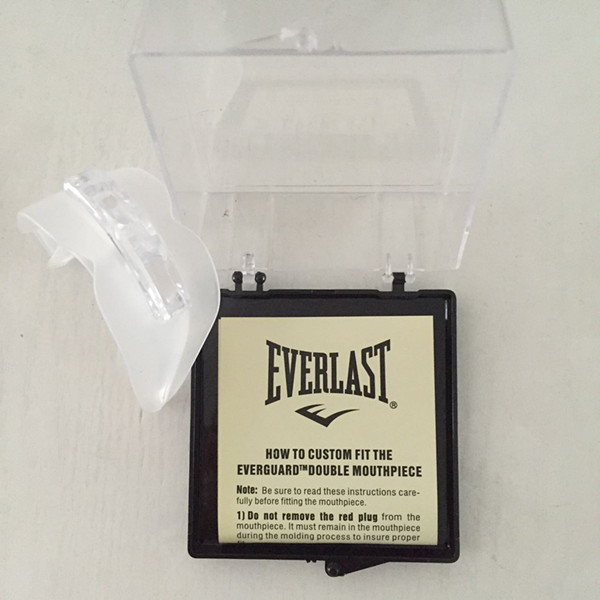 EVERLAST®
HOW TO CUSTOM FIT THE
EVERGUARD™DOUBLE MOUTHPIECE
Note: Be sure to read these instructions care-
fully before fitting the mouthpiece.
1) Do not remove the red plug from the
mouthpiece. It must remain in the mouthpiece
during the molding process to insure proper